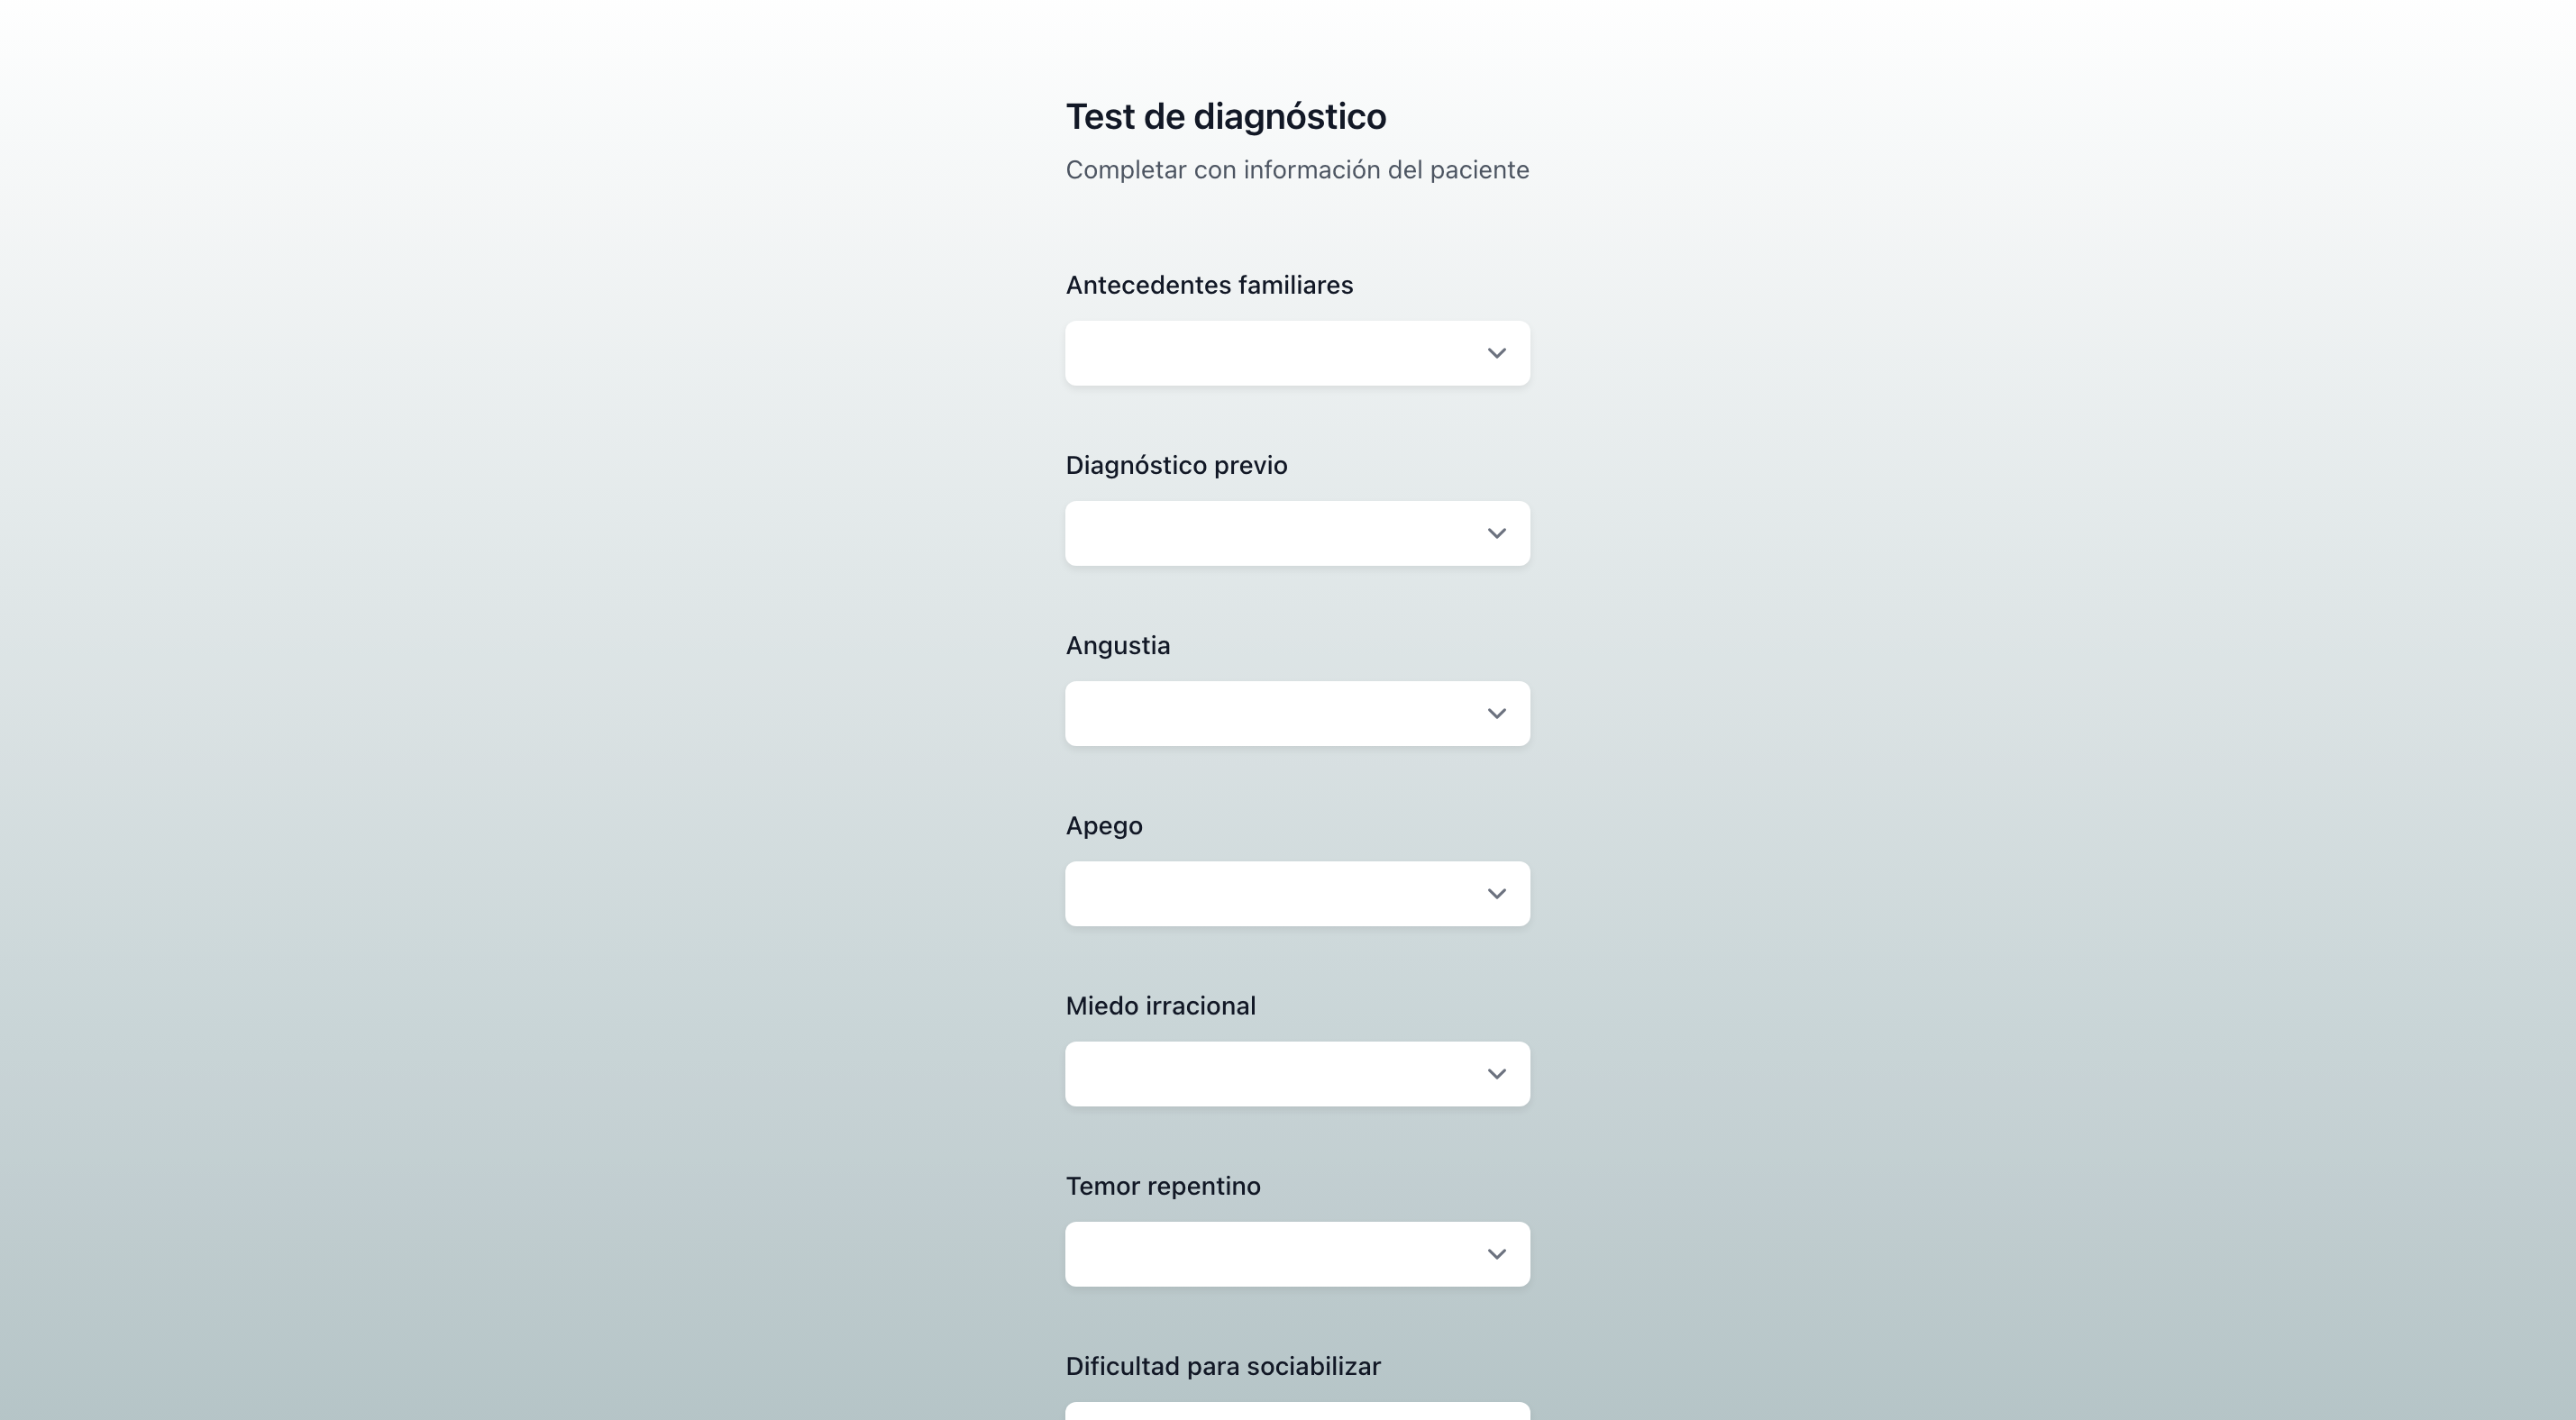 Test de diagnóstico
Completar con información del paciente
Antecedentes familiares
Diagnóstico previo
Angustia
Apego
Miedo irracional
Temor repentino
Dificultad para sociabilizar